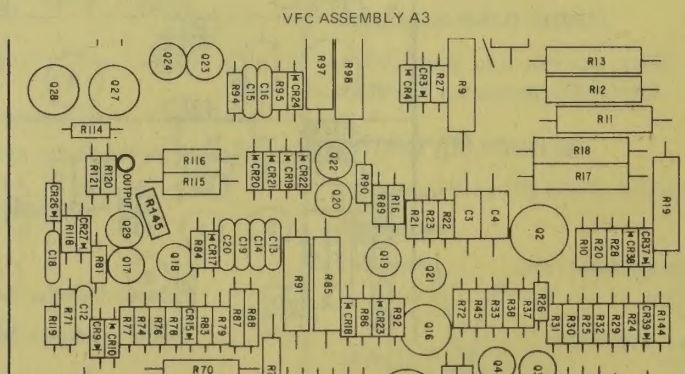 VFC ASSEMBLY A3
Q28
Q27
Q24
Q23
R94
C15
C16
R95
CR24
R97
R98
CR4
CR3
R27
R9
R13
R12
R11
R18
R17
R19
R114
R121
R120
OUTPUT
R116
R115
R145
CR20
CR21
CR19
CR22
Q22
Q20
R90
R89
R16
R21
R23
R22
C3
C4
Q2
R10
R20
R28
CR38
CR37
CR26
R118
CR27
C18
R81
Q29
Q17
Q18
R84
CR17
C20
C19
C14
C13
R91
R85
Q19
Q21
R119
R71
C12
CR9
CR10
R77
R74
R76
R78
CR15
R83
R79
R87
R88
CR18
R86
CR23
R92
Q16
R72
R45
R33
R38
R37
R26
R31
R30
R25
R32
R29
R24
CR39
R144
R70
Q4